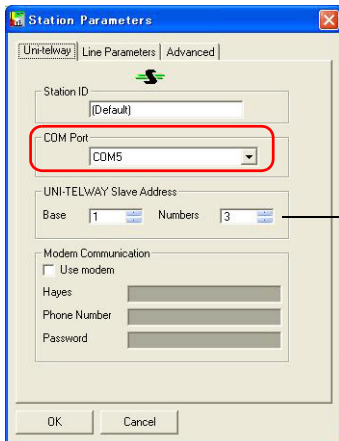 Station Parameters
Uni-telway Line Parameters Advanced
Station ID
(Default)
COM Port
COM5
UNI-TELWAY Slave Address
Base 1 Numbers 3
Modem Communication
Use modem
Hayes
Phone Number
Password
OK Cancel